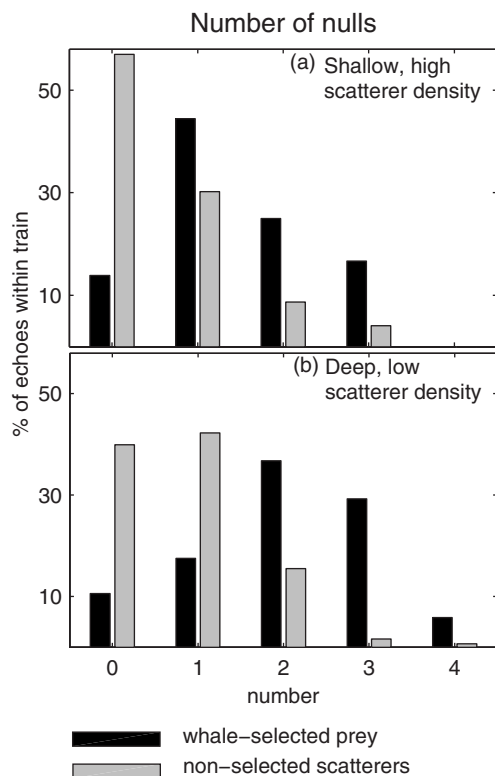 Number of nulls
(a) Shallow, high
scatterer density
50
30
10
(b) Deep, low
scatterer density
50
30
10
% of echoes within train
0 1 2 3 4
number
whale−selected prey
non−selected scatterers